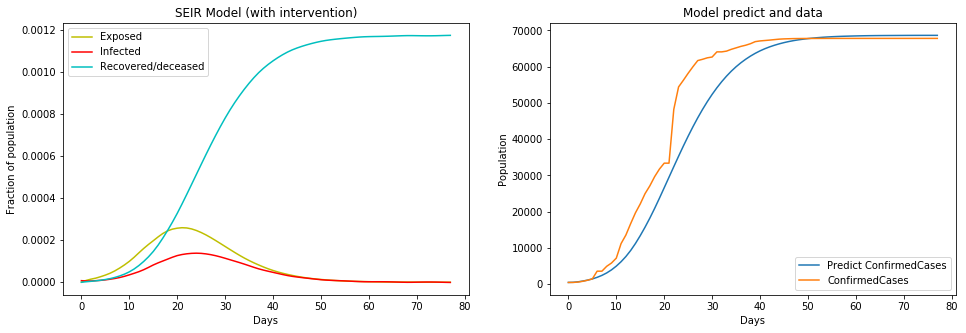 SEIR Model (with intervention)
Exposed
Infected
Recovered/deceased
0.0012
0.0010
0.0008
0.0006
0.0004
0.0002
0.0000
Fraction of population
0 10 20 30 40 50 60 70 80
Days
Model predict and data
70000
60000
50000
40000
30000
20000
10000
0
Population
Predict ConfirmedCases
ConfirmedCases
0 10 20 30 40 50 60 70 80
Days